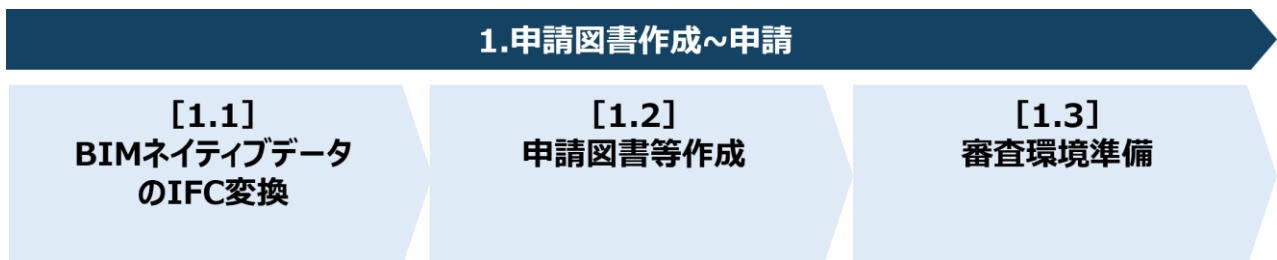 1.申請図書作成~申請
［1.1］
BIMネイティブデータ
のIFC変換
［1.2］
申請図書等作成
［1.3］
審査環境準備